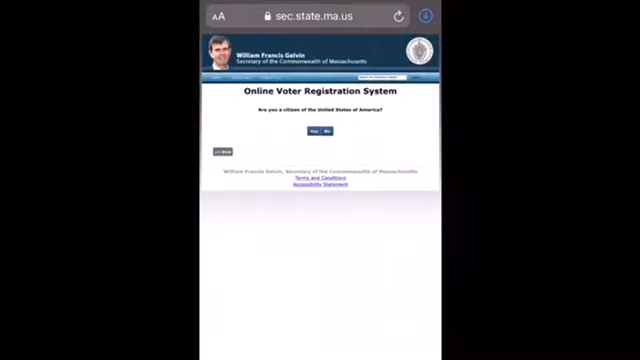 AA sec.state.ma.us
William Francis Galvin
Secretary of the Commonwealth of Massachusetts
Online Voter Registration System
Are you a citizen of the United States of America?
Yes No
<< Back
William Francis Galvin, Secretary of the Commonwealth of Massachusetts
Terms and Conditions
Accessibility Statement